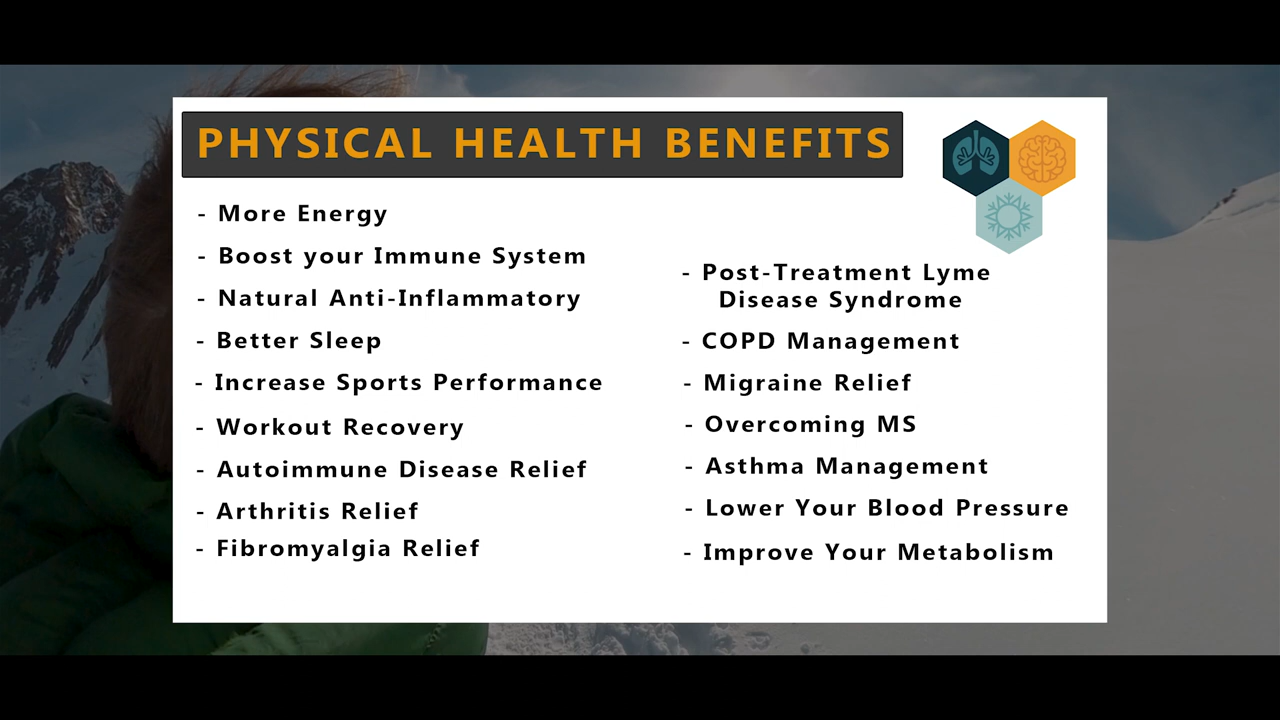 PHYSICAL HEALTH BENEFITS
- More Energy
- Boost your Immune System
- Natural Anti-Inflammatory
- Better Sleep
- Increase Sports Performance
- Workout Recovery
- Autoimmune Disease Relief
- Arthritis Relief
- Fibromyalgia Relief
- Post-Treatment Lyme
Disease Syndrome
- COPD Management
- Migraine Relief
- Overcoming MS
- Asthma Management
- Lower Your Blood Pressure
- Improve Your Metabolism